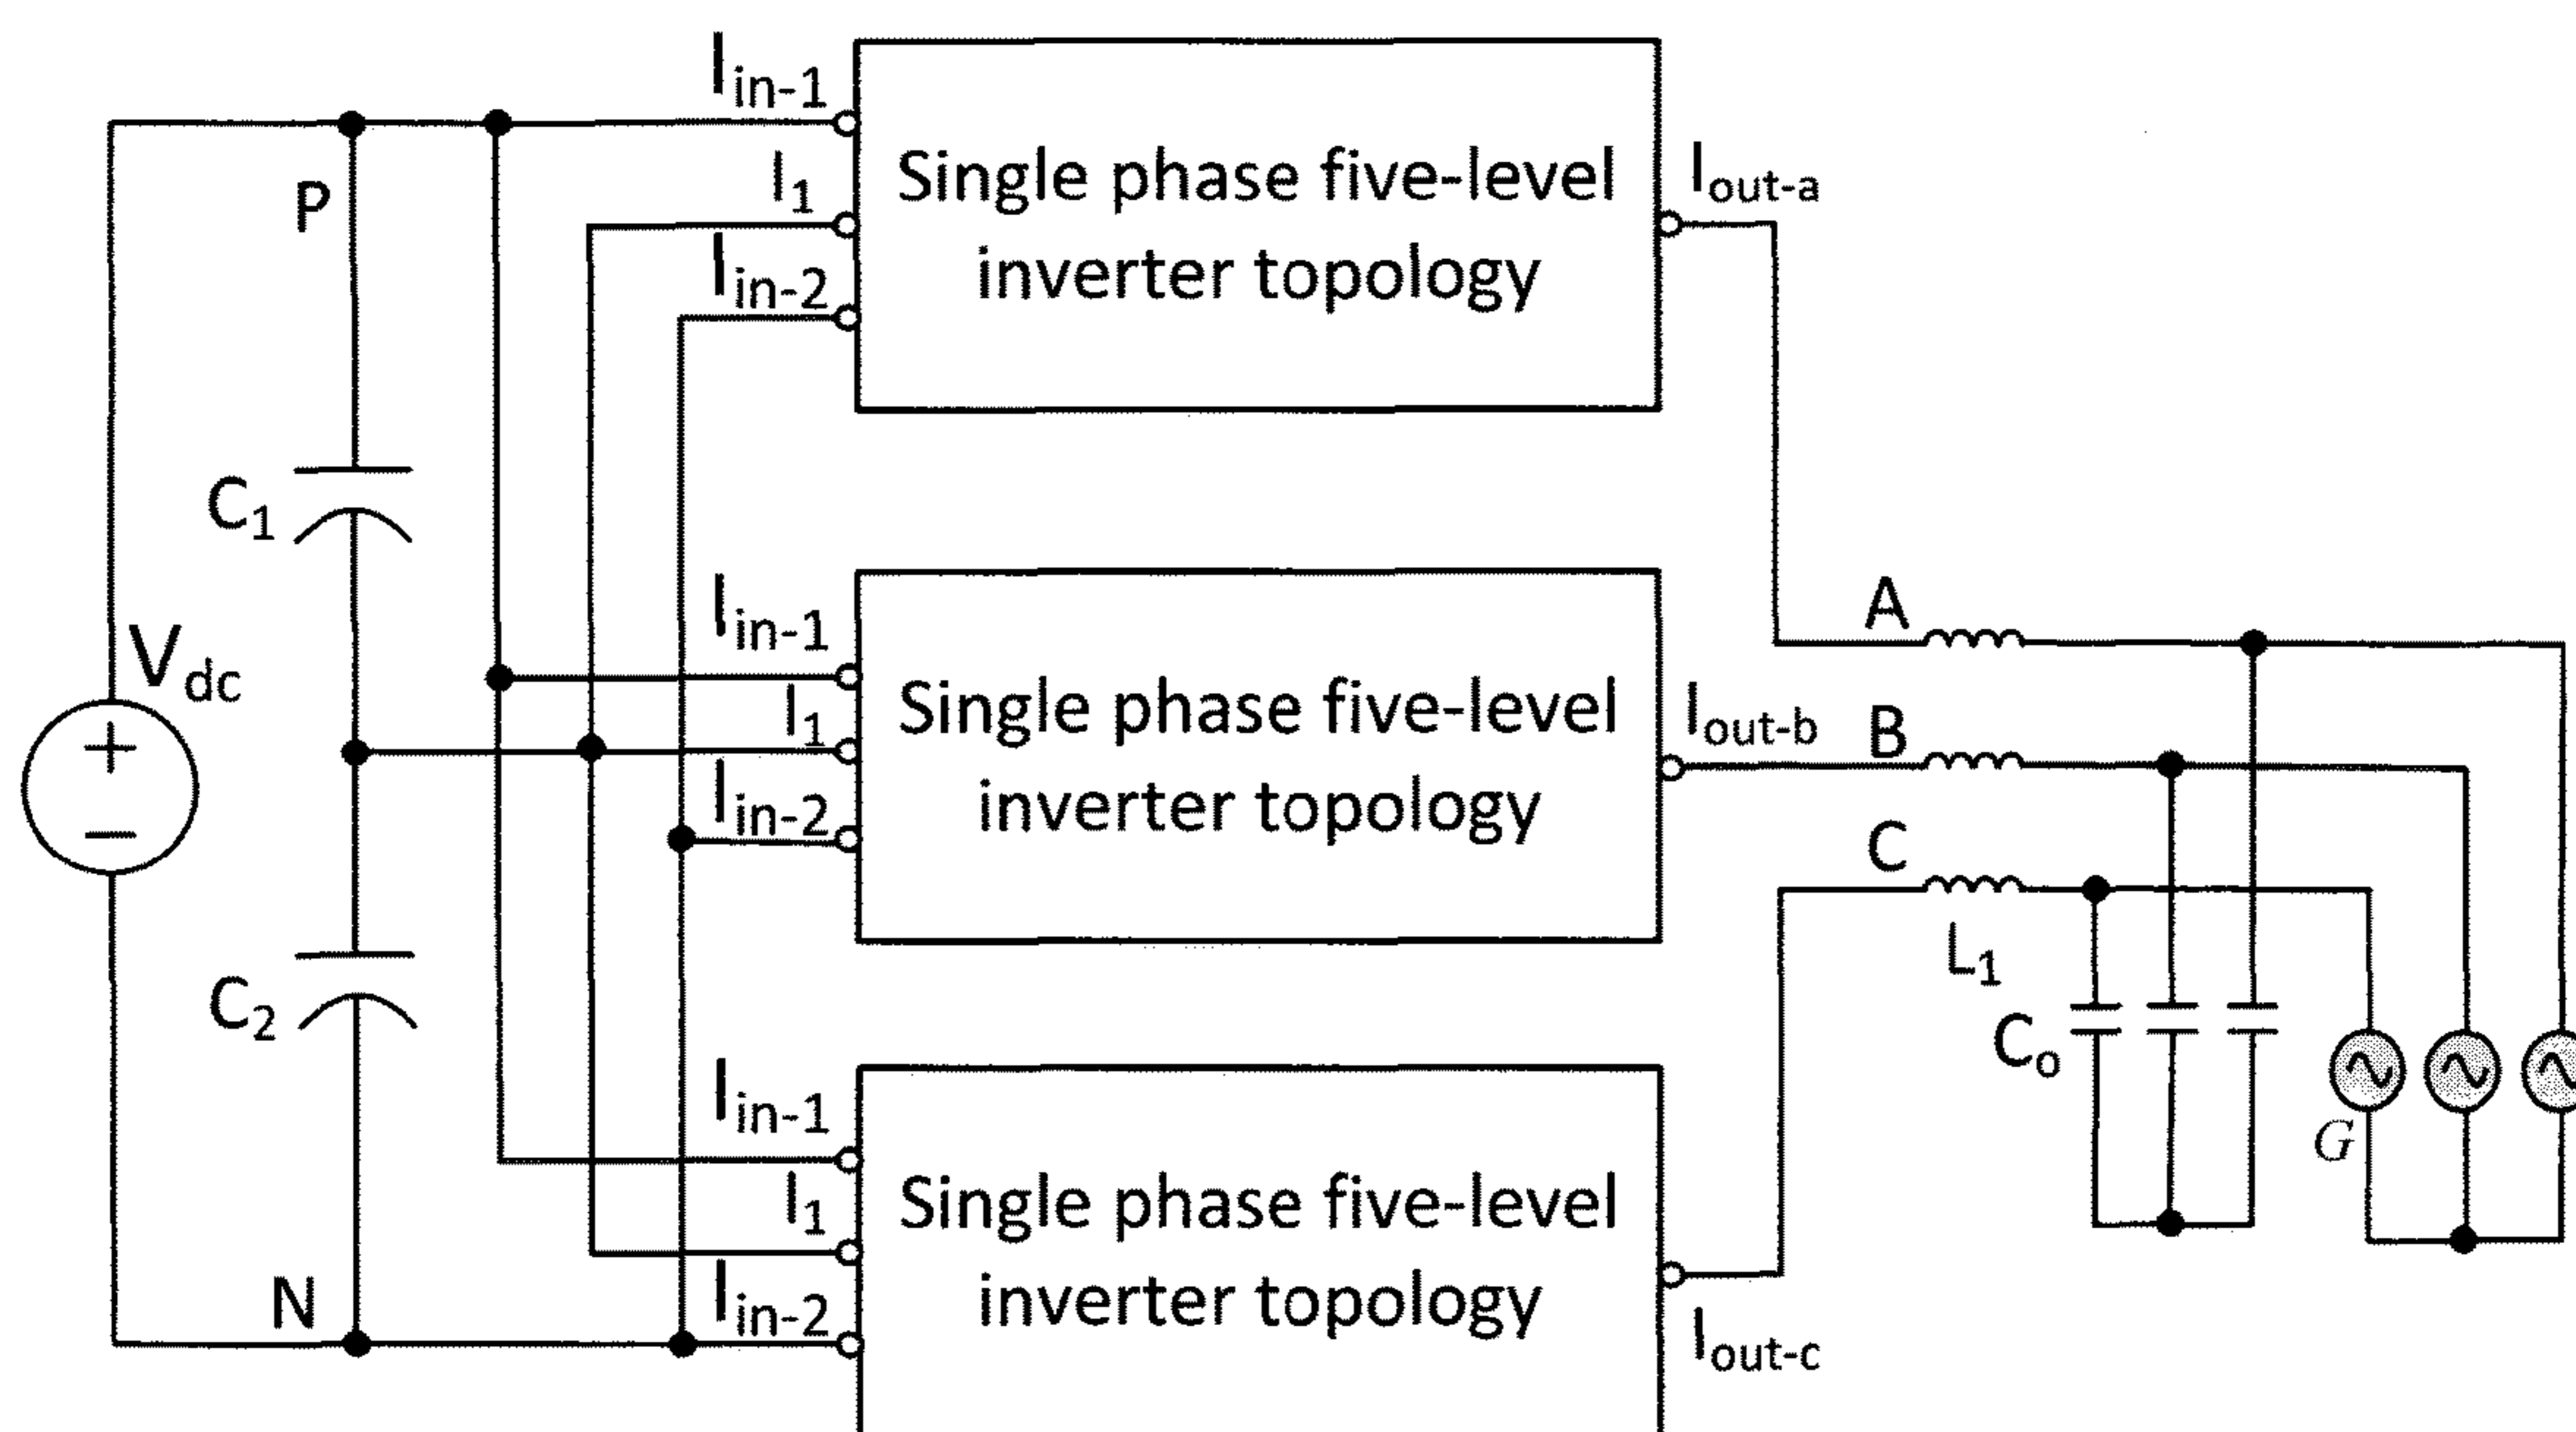 I_in-1
P
I_1
I_in-2
Single phase five-level
inverter topology
I_out-a
C_1
V_dc
+
−
I_in-1
I_1
I_in-2
Single phase five-level
inverter topology
I_out-b
A
B
C
L_1
C_o
G
C_2
N
I_in-1
I_1
I_in-2
Single phase five-level
inverter topology
I_out-c